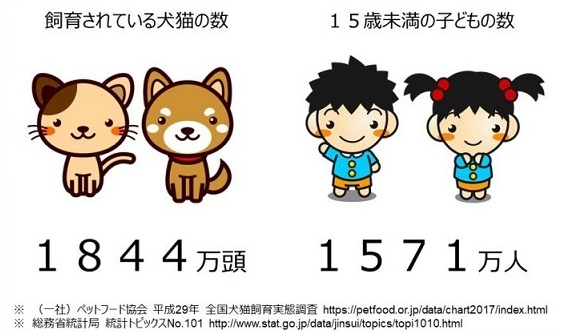 飼育されている犬猫の数
１５歳未満の子どもの数
１８４４万頭
１５７１万人
※　（一社）ペットフード協会 平成29年 全国犬猫飼育実態調査 https://petfood.or.jp/data/chart2017/index.html
※　総務省統計局 統計トピックスNo.101 http://www.stat.go.jp/data/jinsui/topics/topi1010.html